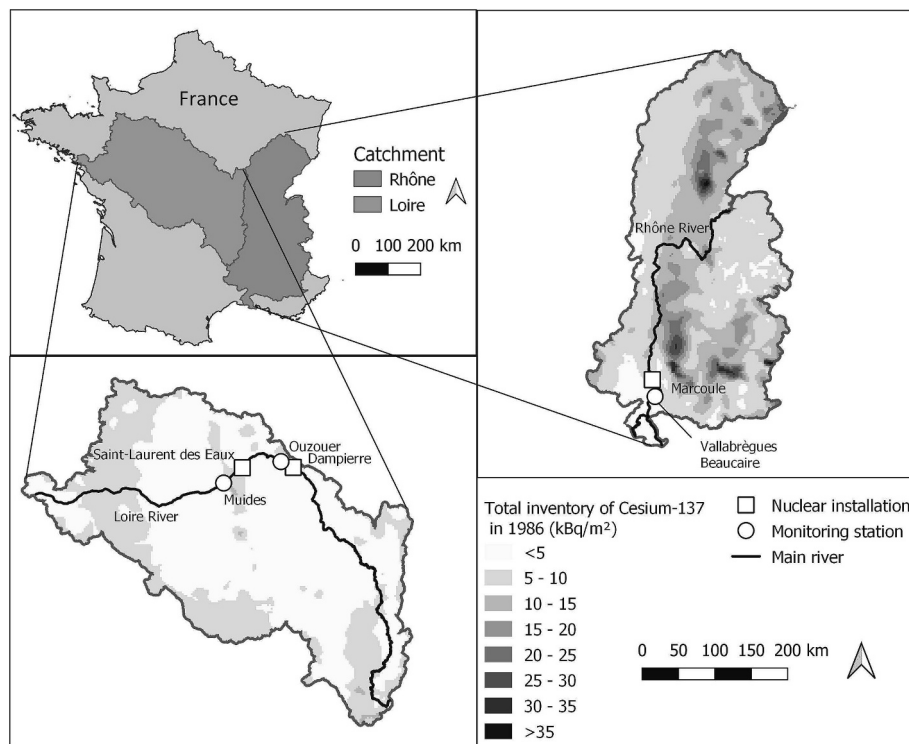 France
Catchment
Rhône
Loire
0 100 200 km
Rhône River
Marcoule
Vallabrègues
Beaucaire
Saint-Laurent des Eaux
Ouzouer
Dampierre
Muides
Loire River
Total inventory of Cesium-137
in 1986 (kBq/m²)
<5
5 - 10
10 - 15
15 - 20
20 - 25
25 - 30
30 - 35
>35
Nuclear installation
Monitoring station
Main river
0 50 100 150 200 km